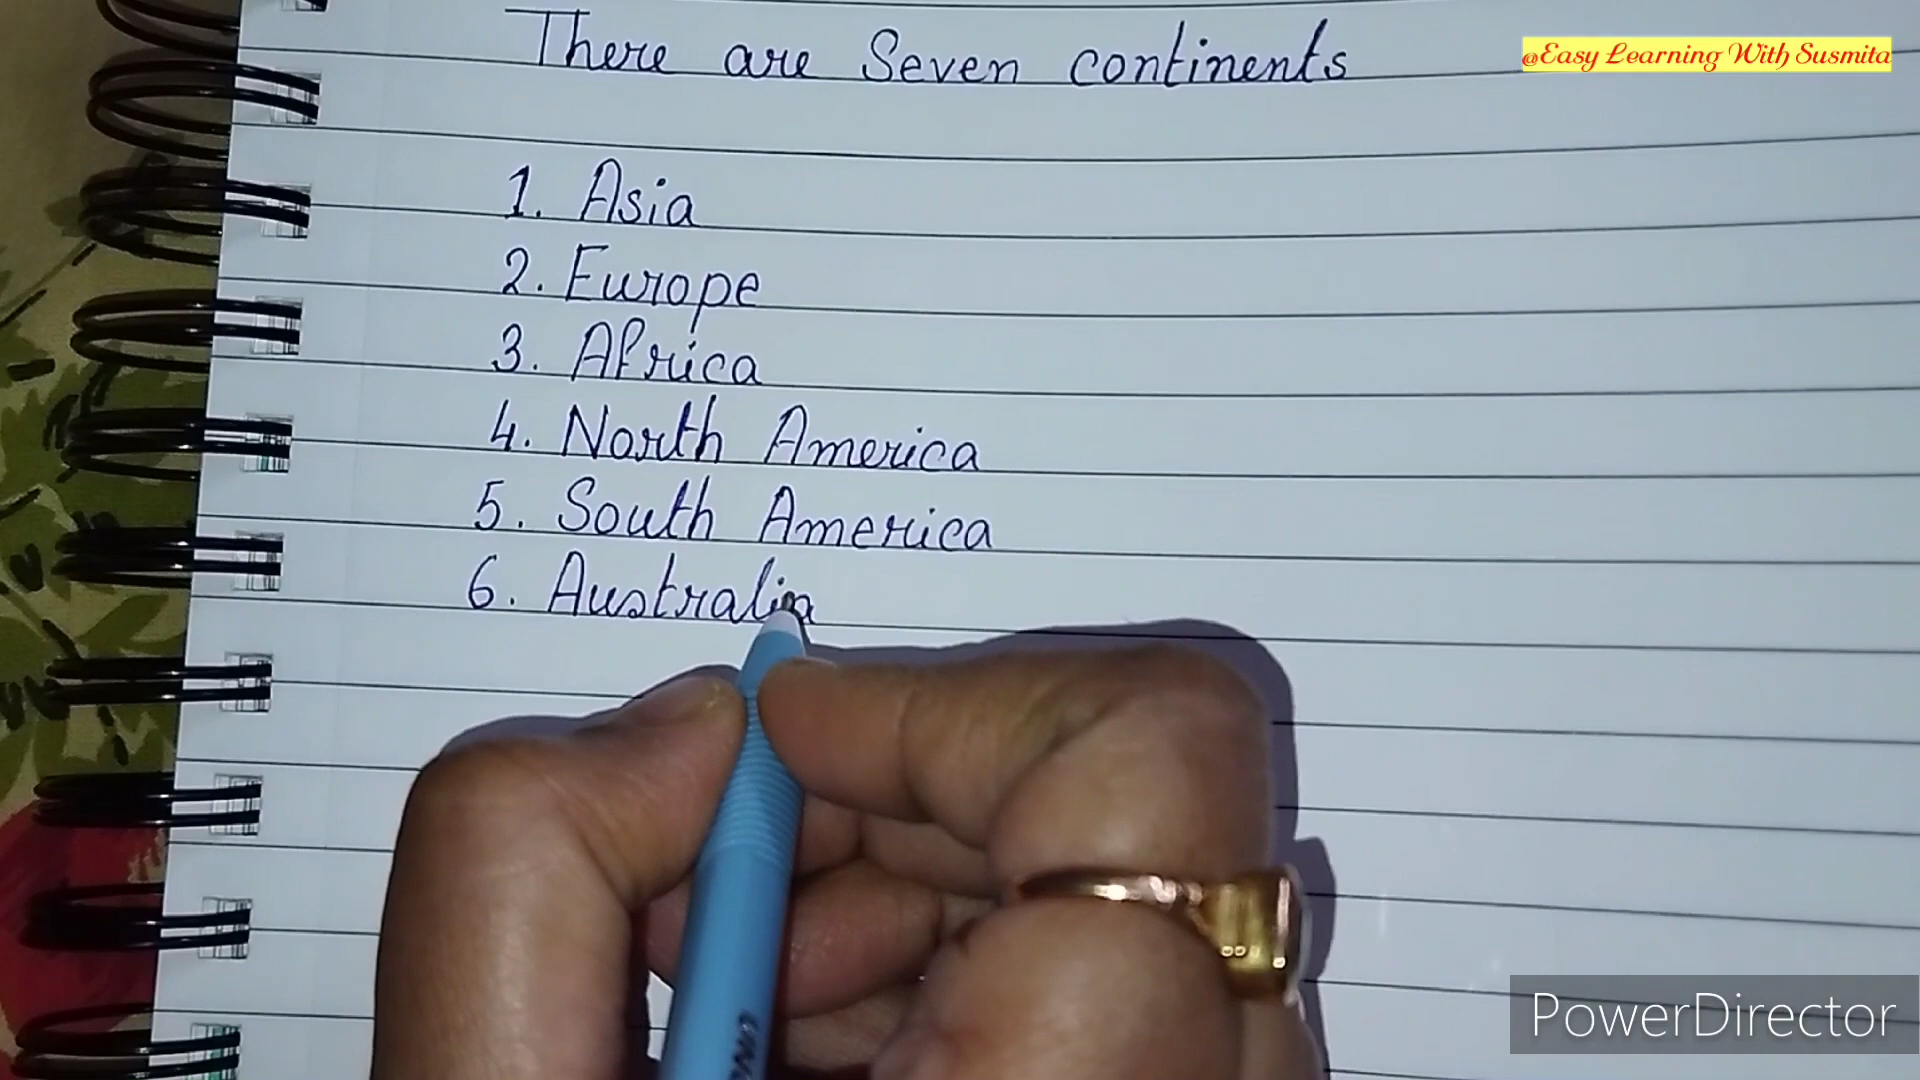 There are Seven continents
@Easy Learning With Susmita
1. Asia
2. Europe
3. Africa
4. North America
5. South America
6. Australia
PowerDirector